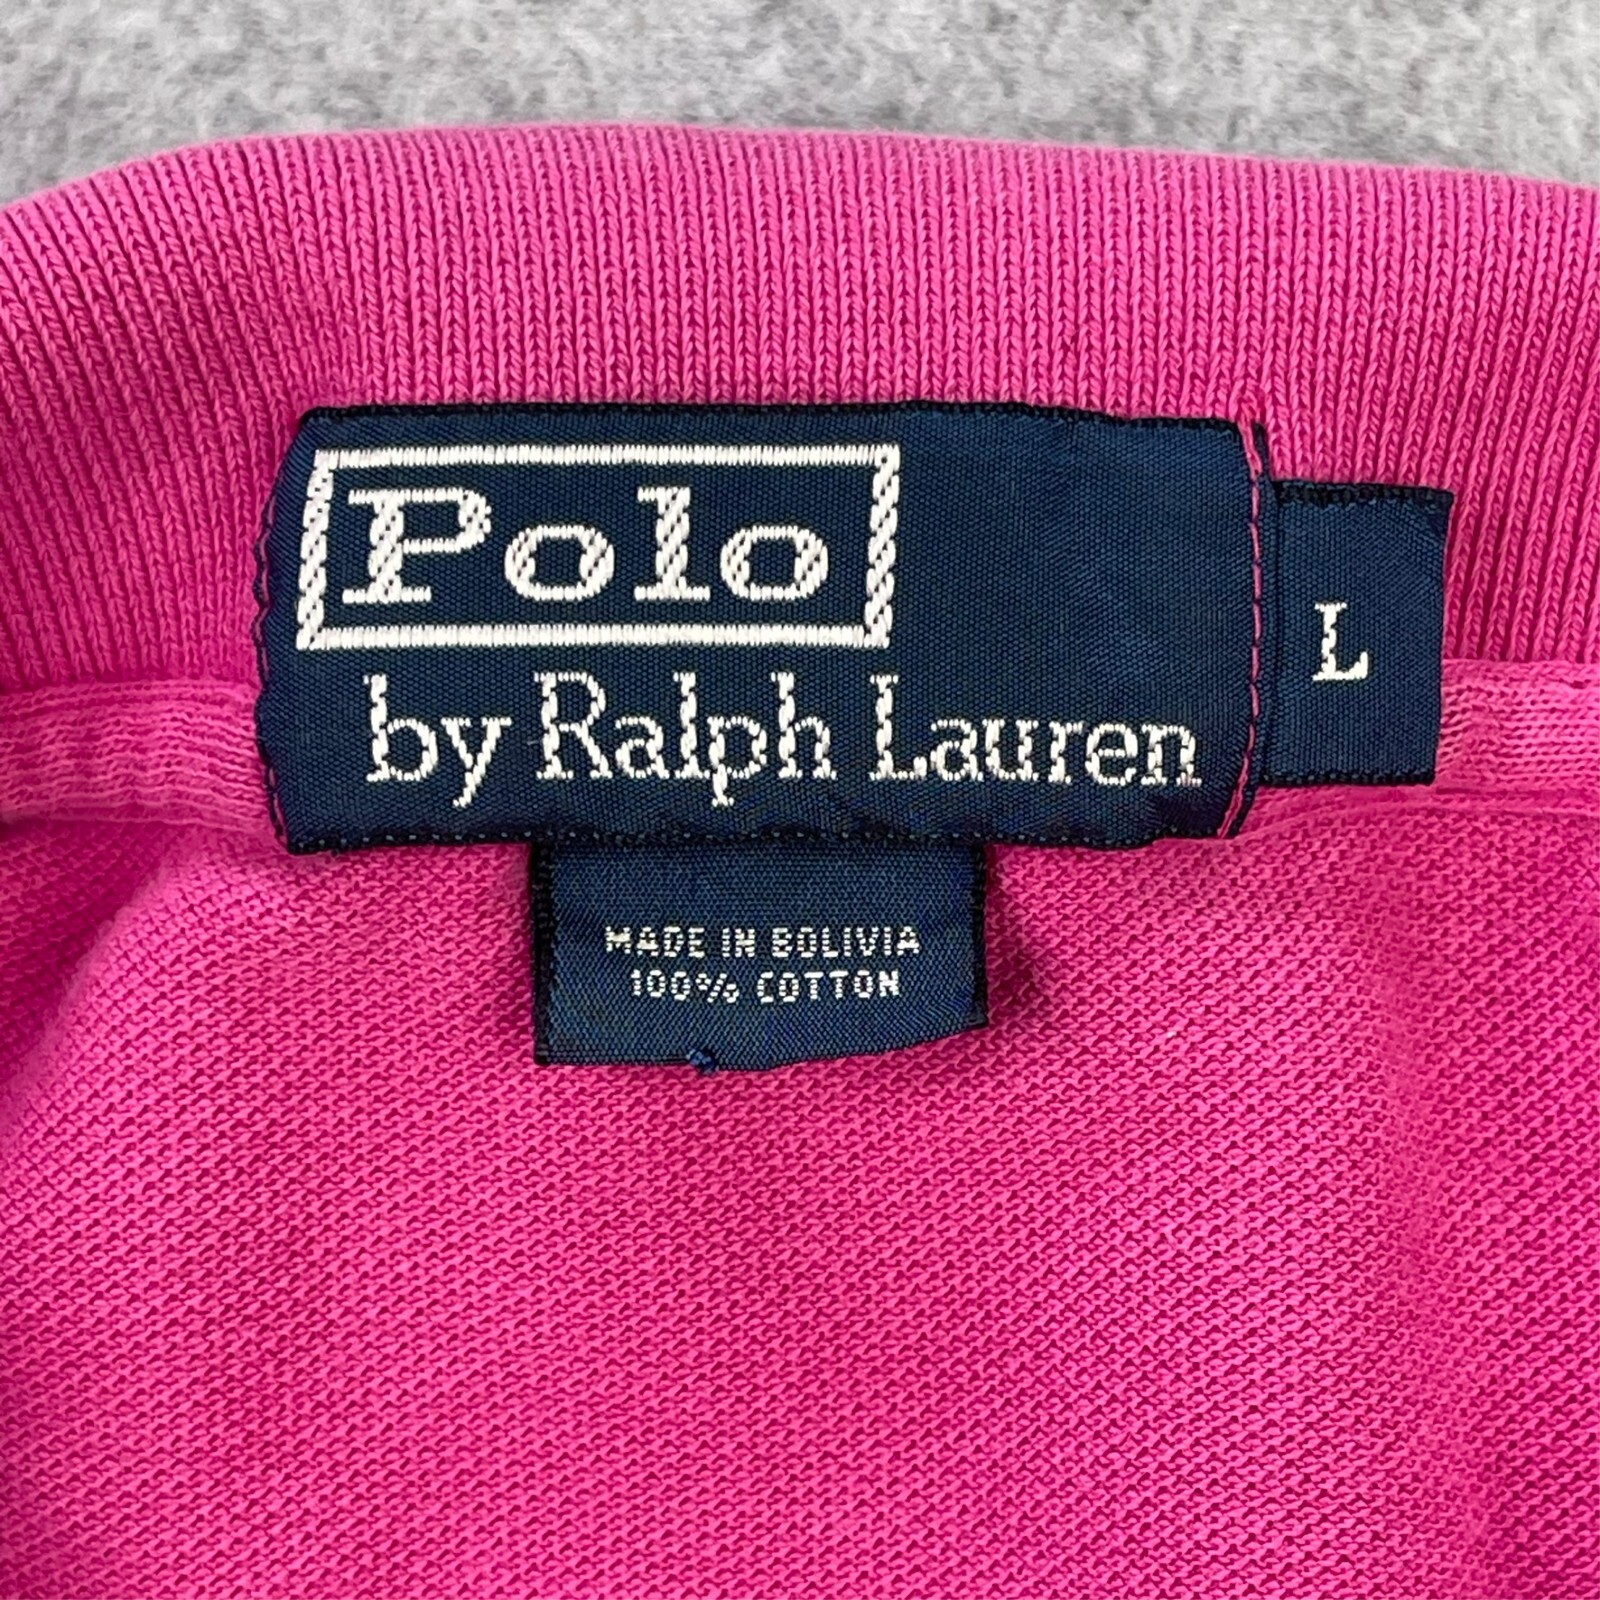 Polo
by Ralph Lauren
L
MADE IN BOLIVIA
100% COTTON